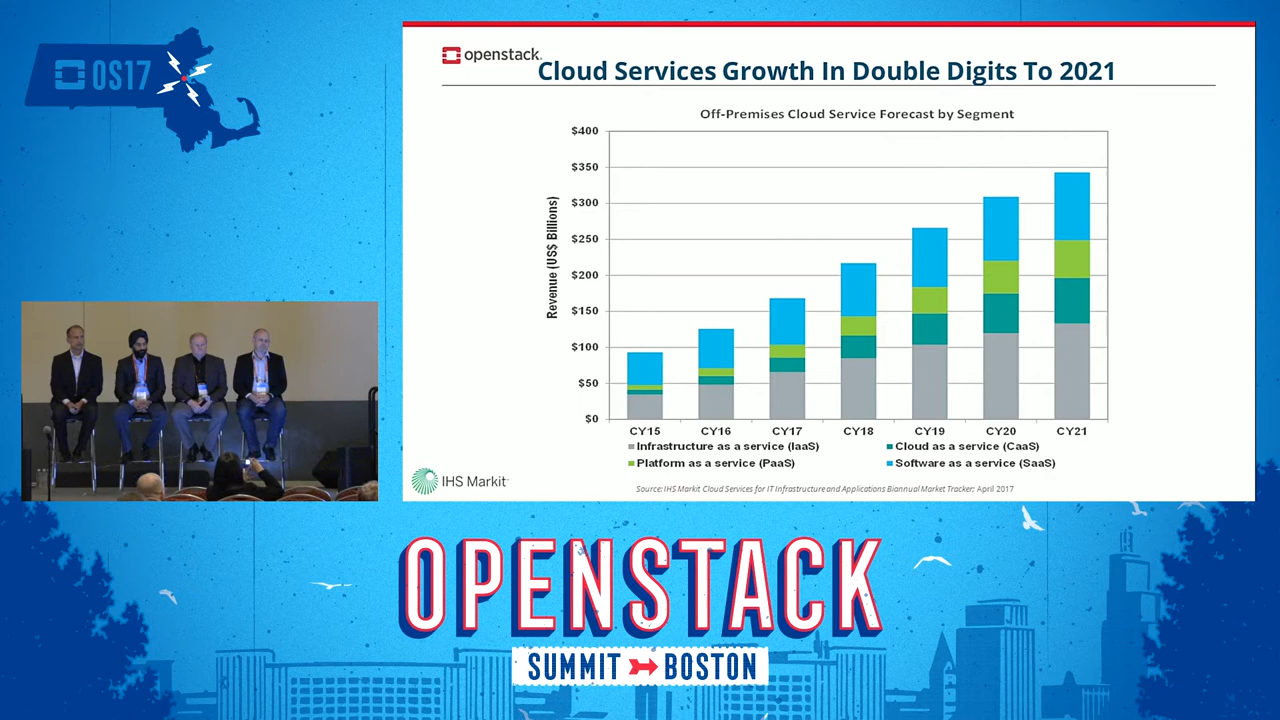 OS17
openstack.
Cloud Services Growth In Double Digits To 2021
Off-Premises Cloud Service Forecast by Segment
Revenue (US$ Billions)
$400
$350
$300
$250
$200
$150
$100
$50
$0
CY15 CY16 CY17 CY18 CY19 CY20 CY21
Infrastructure as a service (IaaS) Cloud as a service (CaaS)
Platform as a service (PaaS) Software as a service (SaaS)
IHS Markit
Source: IHS Markit Cloud Services for IT Infrastructure and Applications Biannual Market Tracker; April 2017
OPENSTACK
SUMMIT BOSTON